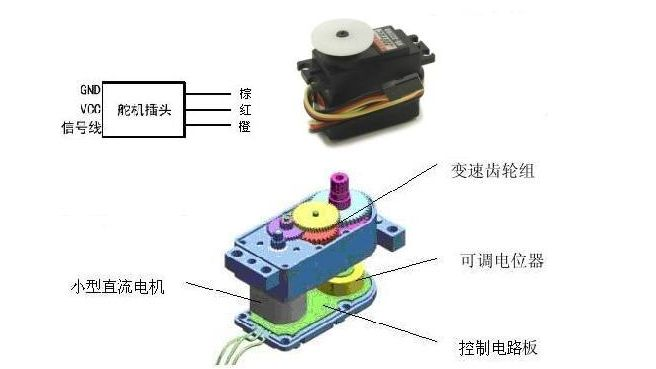 GND
VCC
信号线
舵机插头
棕
红
橙
变速齿轮组
可调电位器
小型直流电机
控制电路板